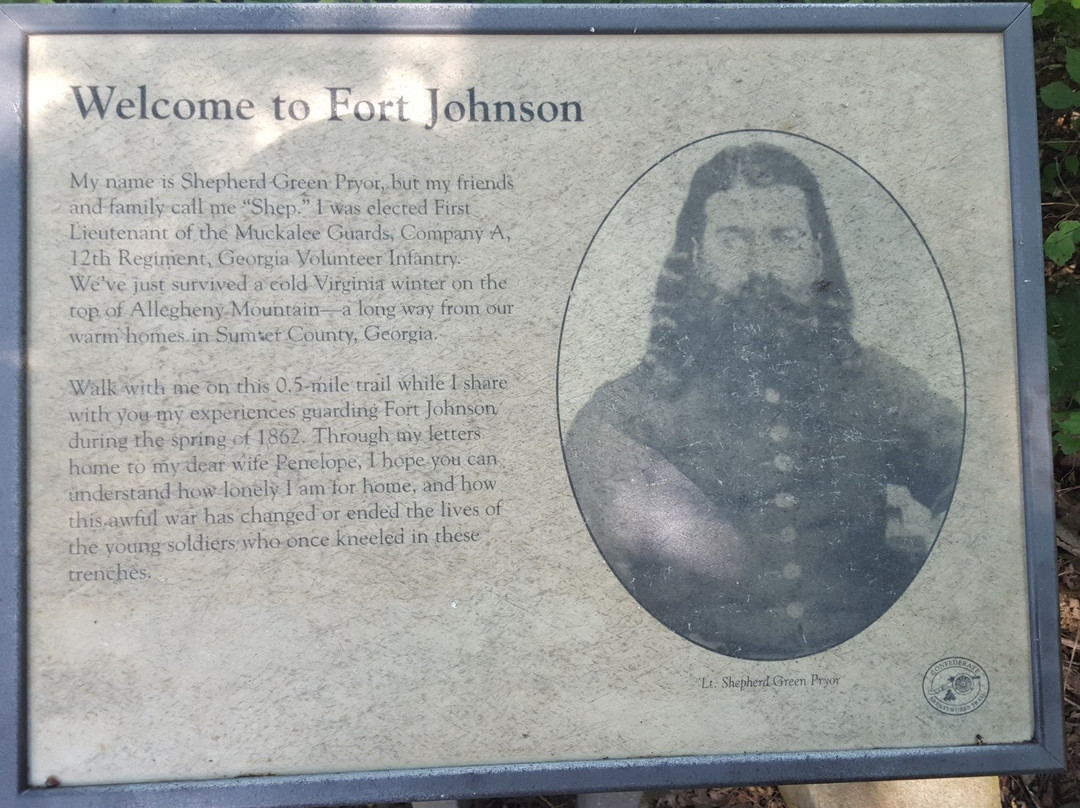 Welcome to Fort Johnson
My name is Shepherd Green Pryor, but my friends
and family call me “Shep.” I was elected First
Lieutenant of the Muckalee Guards, Company A,
12th Regiment, Georgia Volunteer Infantry.
We’ve just survived a cold Virginia winter on the
top of Allegheny Mountain—a long way from our
warm homes in Sumter County, Georgia.
Walk with me on this 0.5-mile trail while I share
with you my experiences guarding Fort Johnson
during the spring of 1862. Through my letters
home to my dear wife Penelope, I hope you can
understand how lonely I am for home, and how
this awful war has changed or ended the lives of
the young soldiers who once kneeled in these
trenches.
Lt. Shepherd Green Pryor
CONFEDERATE